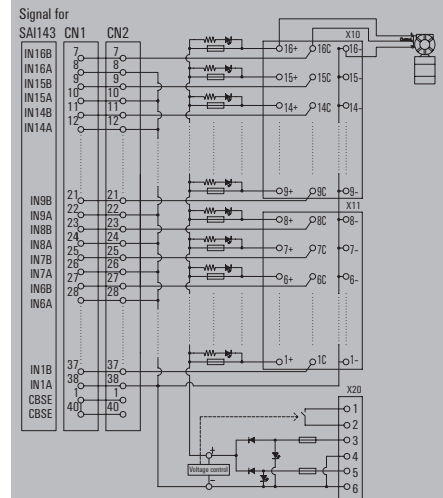 Signal for
SAI143 CN1 CN2
X10
IN16B 7 7 16+ 16C 16-
IN16A 8 8
IN15B 9 9 15+ 15C 15-
IN15A 10 10
IN14B 11 11 14+ 14C 14-
IN14A 12 12
IN9B 21 21 9+ 9C 9-
X11
IN9A 22 22
IN8B 23 23 8+ 8C 8-
IN8A 24 24
IN7B 25 25 7+ 7C 7-
IN7A 26 26
IN6B 27 27 6+ 6C 6-
IN6A 28 28
IN1B 37 37 1+ 1C 1-
IN1A 38 38
CBSE 1 1
CBSE 40 40
X20
1
2
+ 3
4
Voltage control 5
- 6